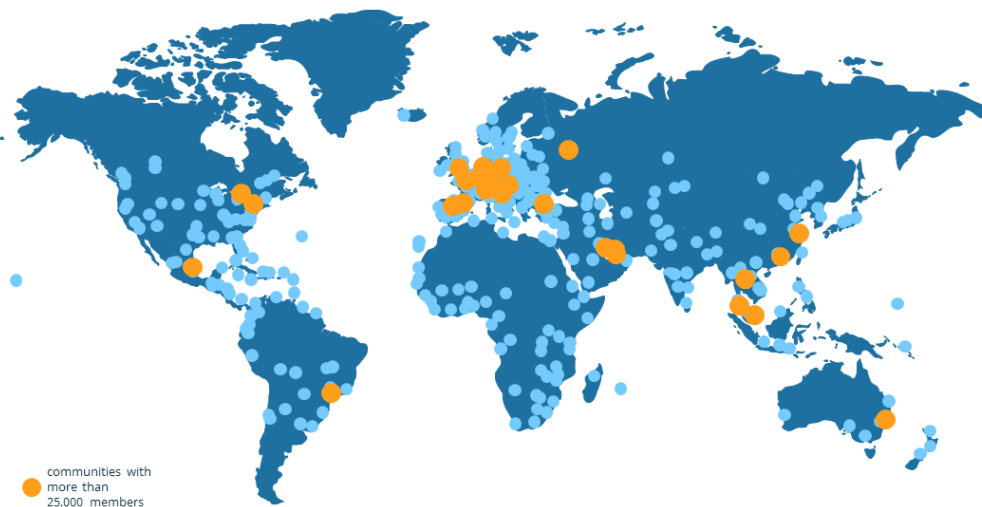 communities with
more than
25,000 members